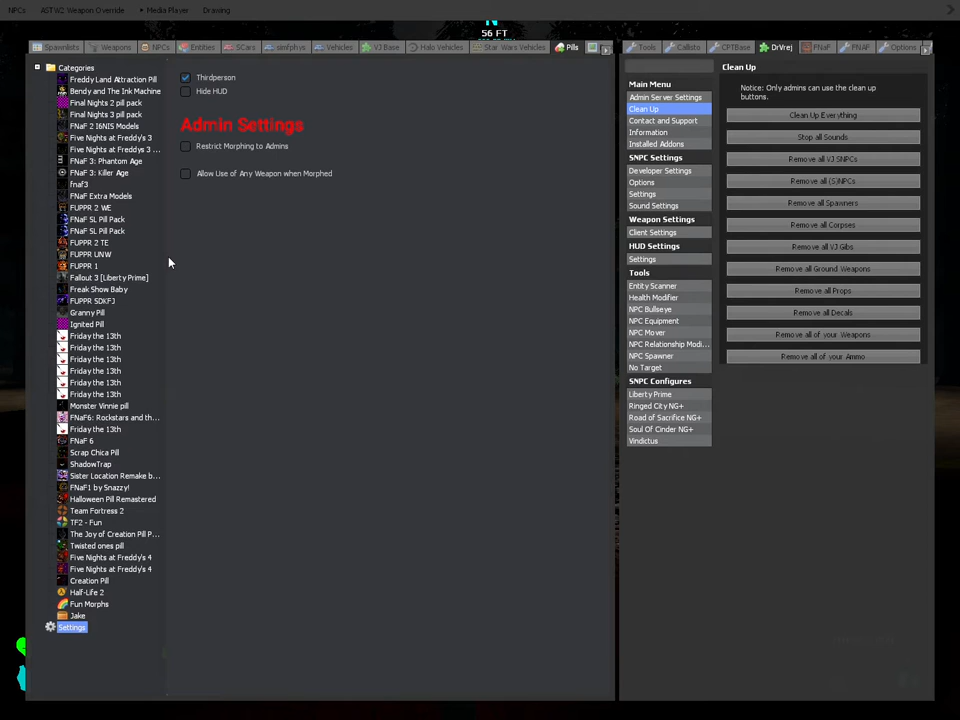 NPCs ASTW2 Weapon Override • Media Player Drawing
N
56 FT
Spawnlists Weapons NPCs Entities SCars simfphys Vehicles VJ Base Halo Vehicles Star Wars Vehicles Pills
Tools Callisto CPTBase DrVrej FNaF FNAF Options
Categories
Freddy Land Attraction Pill
Bendy and The Ink Machine
Final Nights 2 pill pack
Final Nights 3 pill pack
FNaF 2 I6NIS Models
Five Nights at Freddys 3
Five Nights at Freddys 3 ...
FNaF 3: Phantom Age
FNaF 3: Killer Age
fnaf3
FNaF Extra Models
FUPPR 2 WE
FNaF SL Pill Pack
FNaF SL Pill Pack
FUPPR 2 TE
FUPPR UNW
FUPPR 1
Fallout 3 [Liberty Prime]
Freak Show Baby
FUPPR SDKFJ
Granny Pill
Ignited Pill
Friday the 13th
Friday the 13th
Friday the 13th
Friday the 13th
Friday the 13th
Friday the 13th
Monster Vinnie pill
FNaF6: Rockstars and th...
Friday the 13th
FNaF 6
Scrap Chica Pill
ShadowTrap
Sister Location Remake b...
FNaF1 by Snazzy!
Halloween Pill Remastered
Team Fortress 2
TF2 - Fun
The Joy of Creation Pill P...
Twisted ones pill
Five Nights at Freddy's 4
Five Nights at Freddy's 4
Creation Pill
Half-Life 2
Fun Morphs
Jake
Settings
Thirdperson
Hide HUD
Admin Settings
Restrict Morphing to Admins
Allow Use of Any Weapon when Morphed
Main Menu
Admin Server Settings
Clean Up
Contact and Support
Information
Installed Addons
SNPC Settings
Developer Settings
Options
Settings
Sound Settings
Weapon Settings
Client Settings
HUD Settings
Settings
Tools
Entity Scanner
Health Modifier
NPC Bullseye
NPC Equipment
NPC Mover
NPC Relationship Modi...
NPC Spawner
No Target
SNPC Configures
Liberty Prime
Ringed City NG+
Road of Sacrifice NG+
Soul Of Cinder NG+
Vindictus
Clean Up
Notice: Only admins can use the clean up
buttons.
Clean Up Everything
Stop all Sounds
Remove all VJ SNPCs
Remove all (S)NPCs
Remove all Spawners
Remove all Corpses
Remove all VJ Gibs
Remove all Ground Weapons
Remove all Props
Remove all Decals
Remove all of your Weapons
Remove all of your Ammo